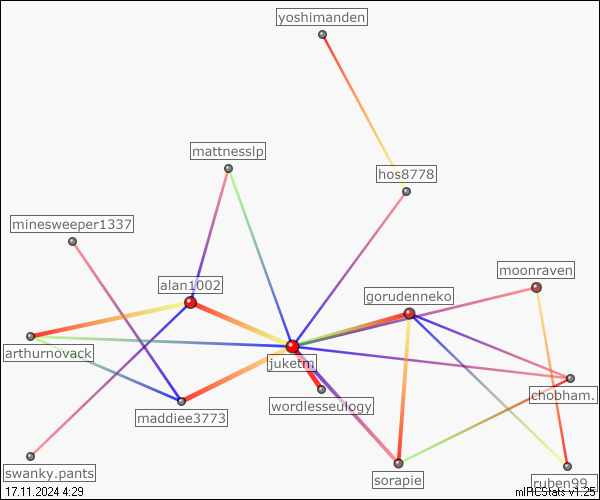 yoshimanden
mattnesslp
hos8778
minesweeper1337
alan1002
moonraven
gorudenneko
arthurnovack
juketm
chobham.
wordlesseulogy
maddiee3773
swanky.pants
sorapie
ruben99_
17.11.2024 4:29
mIRCStats v1.25